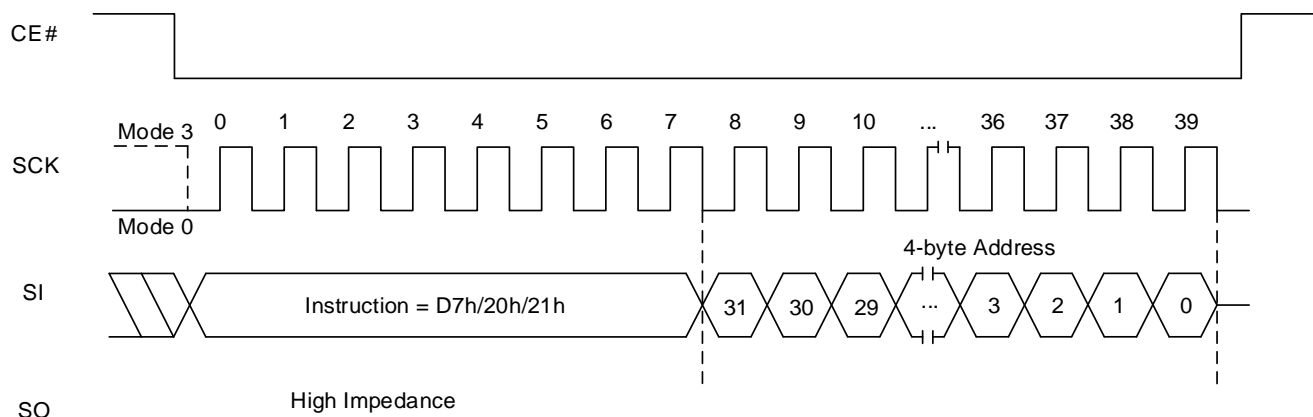 CE#
0 1 2 3 4 5 6 7 8 9 10 ... 36 37 38 39
Mode 3
SCK
Mode 0
4-byte Address
SI
Instruction = D7h/20h/21h 31 30 29 ... 3 2 1 0
High Impedance
SO